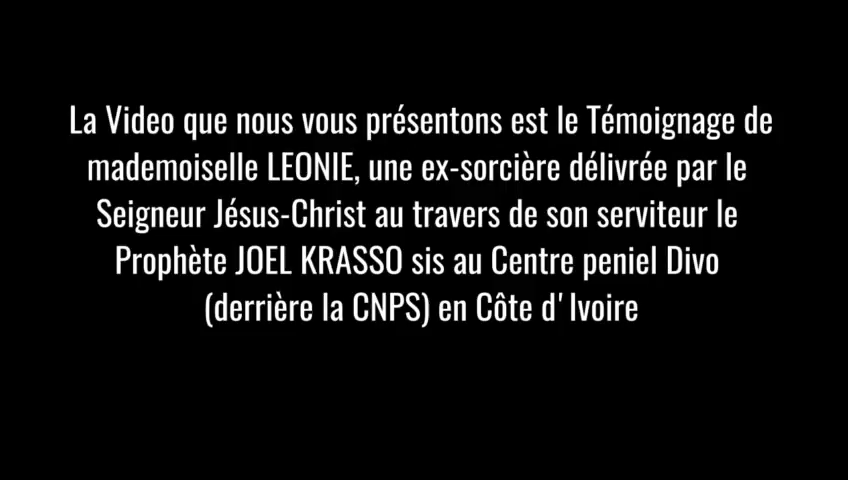 La Video que nous vous présentons est le Témoignage de
mademoiselle LEONIE, une ex-sorcière délivrée par le
Seigneur Jésus-Christ au travers de son serviteur le
Prophète JOEL KRASSO sis au Centre peniel Divo
(derrière la CNPS) en Côte d'Ivoire